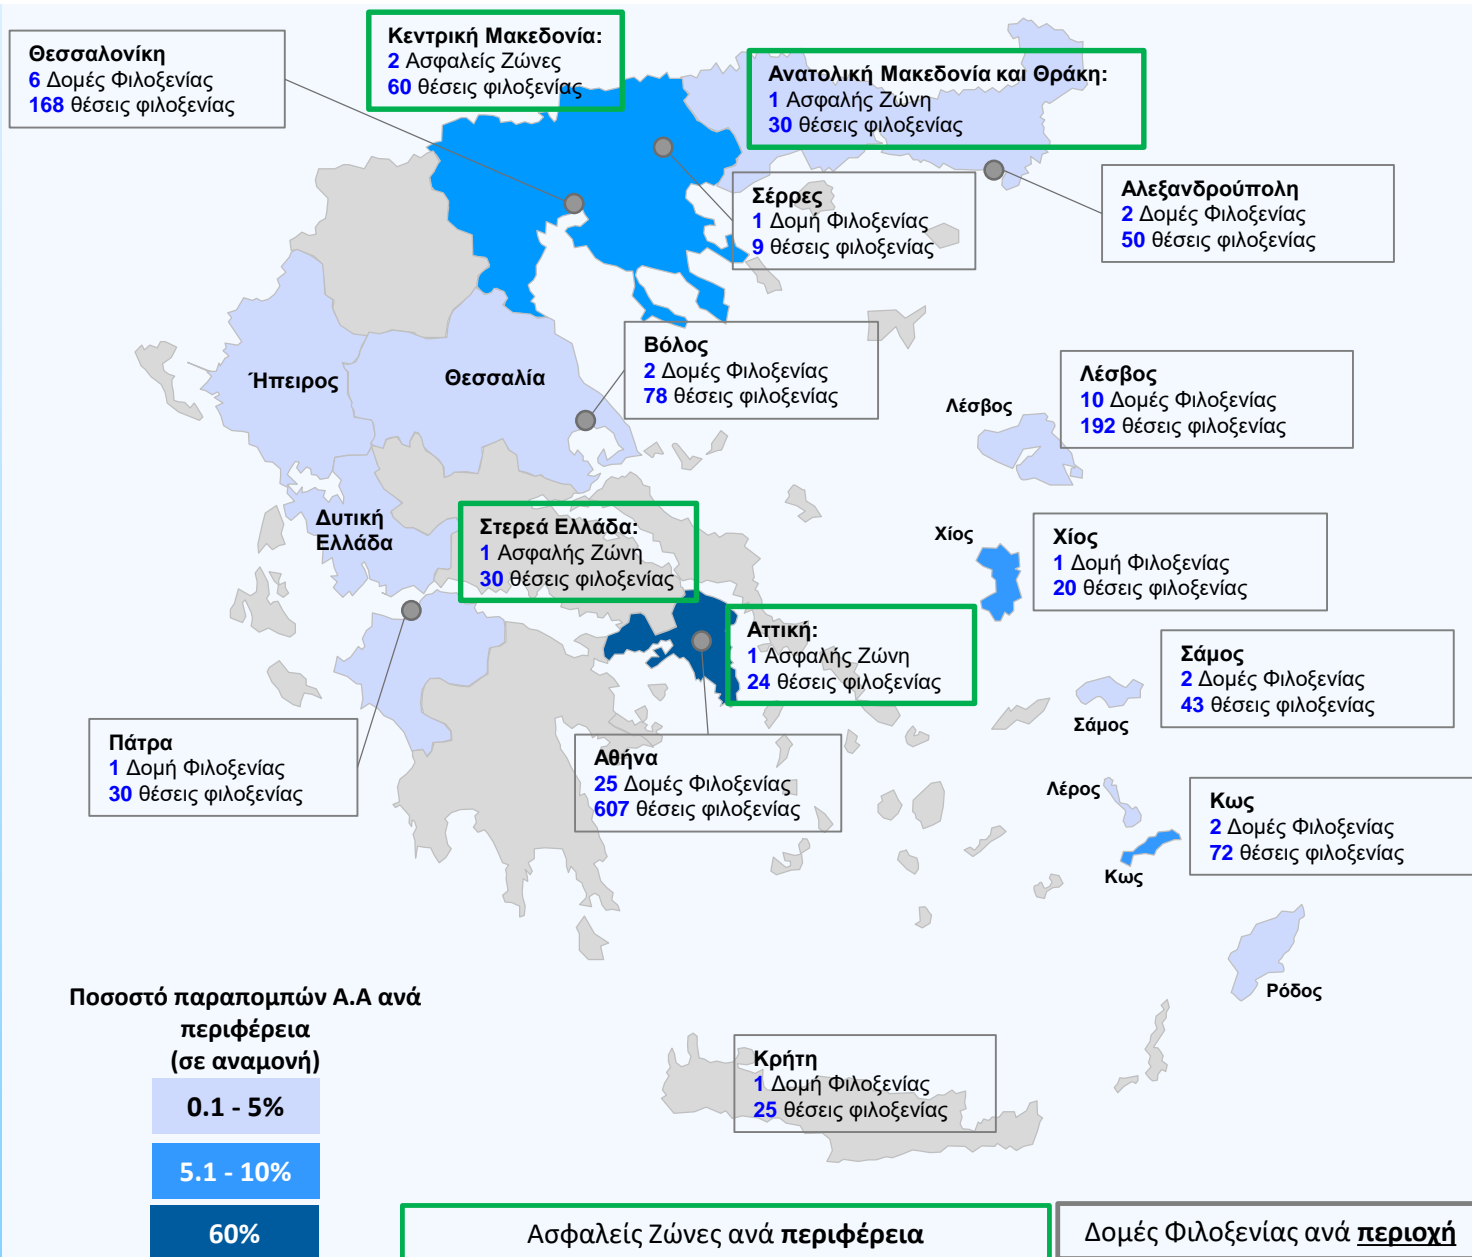 Θεσσαλονίκη
6 Δομές Φιλοξενίας
168 θέσεις φιλοξενίας
Κεντρική Μακεδονία:
2 Ασφαλείς Ζώνες
60 θέσεις φιλοξενίας
Ανατολική Μακεδονία και Θράκη:
1 Ασφαλής Ζώνη
30 θέσεις φιλοξενίας
Σέρρες
1 Δομή Φιλοξενίας
9 θέσεις φιλοξενίας
Αλεξανδρούπολη
2 Δομές Φιλοξενίας
50 θέσεις φιλοξενίας
Βόλος
2 Δομές Φιλοξενίας
78 θέσεις φιλοξενίας
Ήπειρος
Θεσσαλία
Λέσβος
Λέσβος
10 Δομές Φιλοξενίας
192 θέσεις φιλοξενίας
Δυτική
Ελλάδα
Στερεά Ελλάδα:
1 Ασφαλής Ζώνη
30 θέσεις φιλοξενίας
Χίος
Χίος
1 Δομή Φιλοξενίας
20 θέσεις φιλοξενίας
Αττική:
1 Ασφαλής Ζώνη
24 θέσεις φιλοξενίας
Σάμος
2 Δομές Φιλοξενίας
43 θέσεις φιλοξενίας
Σάμος
Πάτρα
1 Δομή Φιλοξενίας
30 θέσεις φιλοξενίας
Αθήνα
25 Δομές Φιλοξενίας
607 θέσεις φιλοξενίας
Λέρος
Κως
2 Δομές Φιλοξενίας
72 θέσεις φιλοξενίας
Κως
Ρόδος
Ποσοστό παραπομπών Α.Α ανά
περιφέρεια
(σε αναμονή)
0.1 - 5%
5.1 - 10%
60%
Κρήτη
1 Δομή Φιλοξενίας
25 θέσεις φιλοξενίας
Ασφαλείς Ζώνες ανά περιφέρεια
Δομές Φιλοξενίας ανά περιοχή